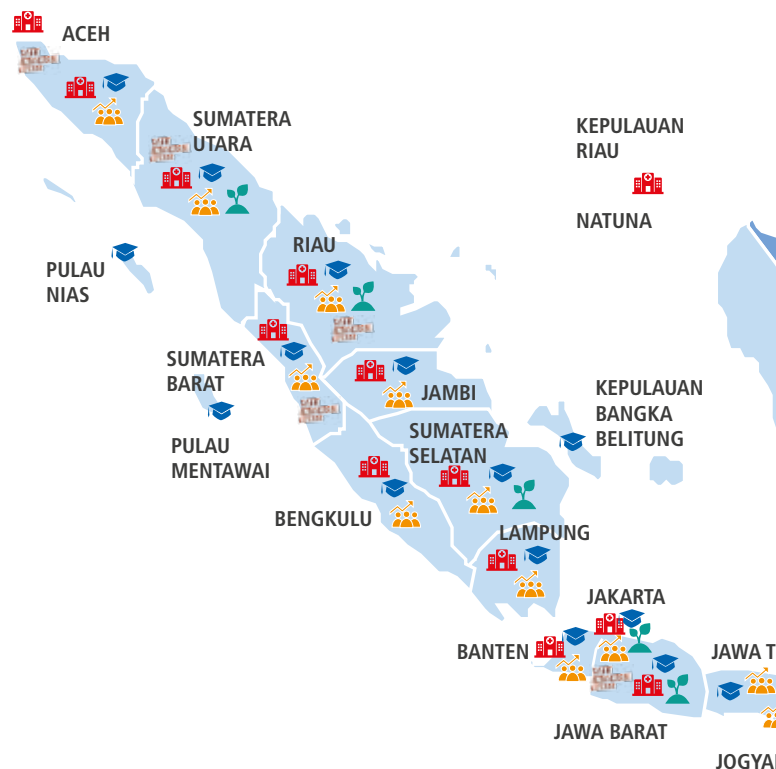 ACEH
SUMATERA
UTARA
KEPULAUAN
RIAU
NATUNA
RIAU
PULAU
NIAS
SUMATERA
BARAT
JAMBI
KEPULAUAN
BANGKA
BELITUNG
PULAU
MENTAWAI
SUMATERA
SELATAN
BENGKULU
LAMPUNG
JAKARTA
BANTEN
JAWA T
JAWA BARAT
JOGYA